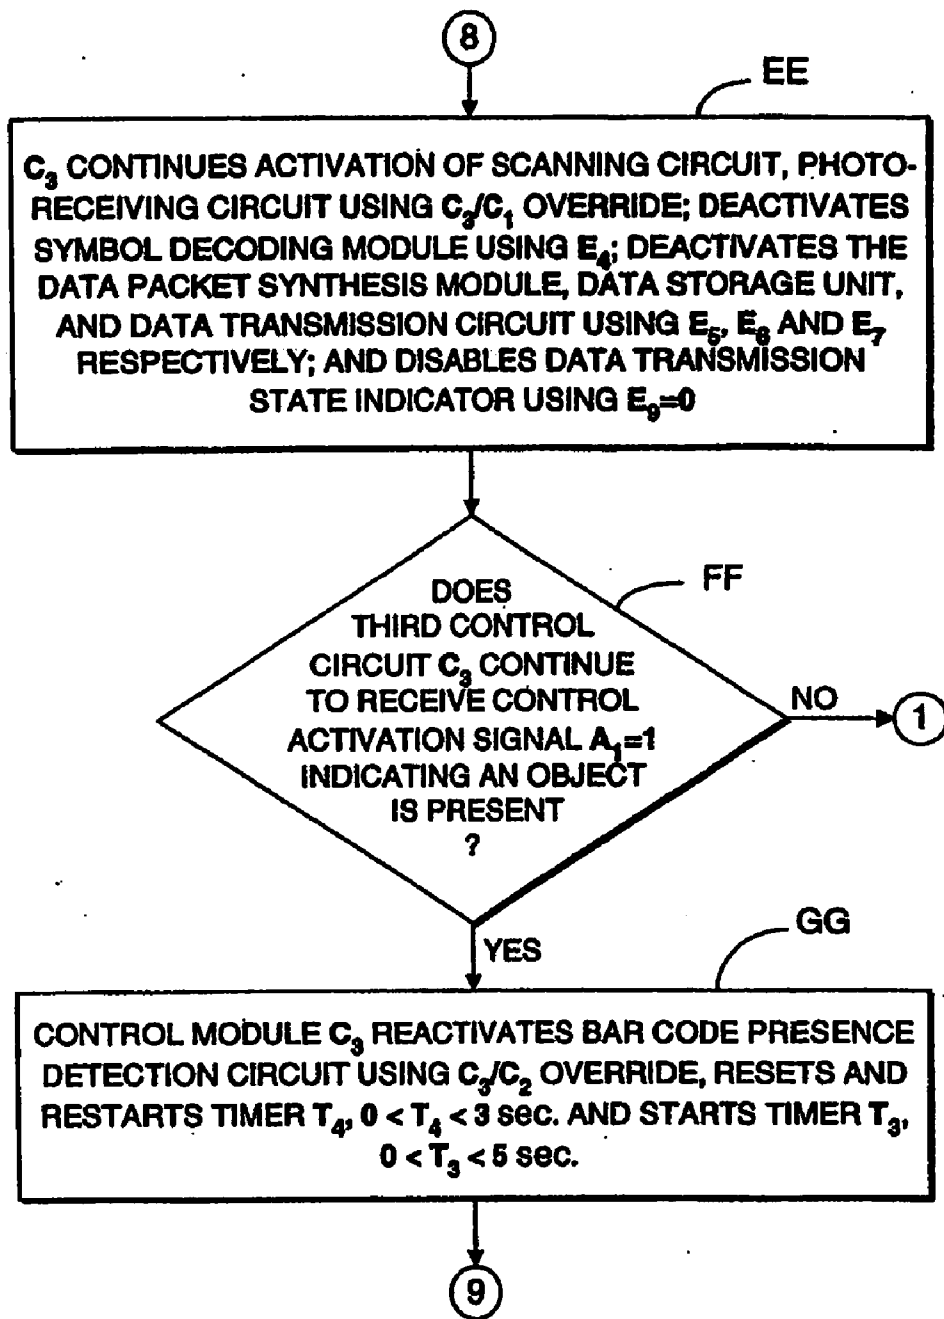 8
EE
C₃ CONTINUES ACTIVATION OF SCANNING CIRCUIT, PHOTO-
RECEIVING CIRCUIT USING C₃/C₁ OVERRIDE; DEACTIVATES
SYMBOL DECODING MODULE USING E₄; DEACTIVATES THE
DATA PACKET SYNTHESIS MODULE, DATA STORAGE UNIT,
AND DATA TRANSMISSION CIRCUIT USING E₅, E₆ AND E₇
RESPECTIVELY; AND DISABLES DATA TRANSMISSION
STATE INDICATOR USING E₉=0
FF
DOES
THIRD CONTROL
CIRCUIT C₃ CONTINUE
TO RECEIVE CONTROL
ACTIVATION SIGNAL A₁=1
INDICATING AN OBJECT
IS PRESENT
?
NO
1
YES
GG
CONTROL MODULE C₃ REACTIVATES BAR CODE PRESENCE
DETECTION CIRCUIT USING C₃/C₂ OVERRIDE, RESETS AND
RESTARTS TIMER T₄, 0 < T₄ < 3 sec. AND STARTS TIMER T₃,
0 < T₃ < 5 sec.
9